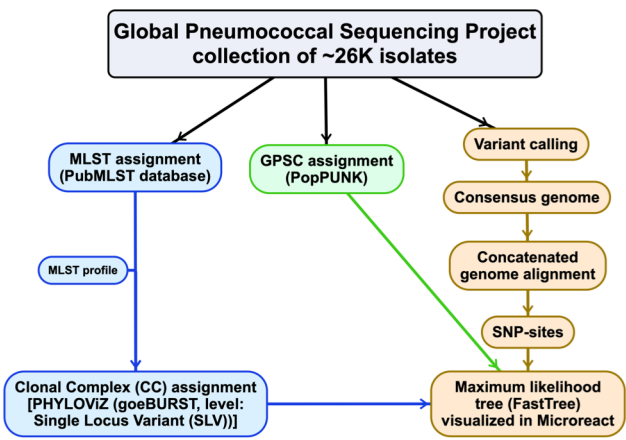 Global Pneumococcal Sequencing Project
collection of ~26K isolates
MLST assignment
(PubMLST database)
GPSC assignment
(PopPUNK)
Variant calling
Consensus genome
MLST profile
Concatenated
genome alignment
SNP-sites
Clonal Complex (CC) assignment
[PHYLOViZ (goeBURST, level:
Single Locus Variant (SLV))]
Maximum likelihood
tree (FastTree)
visualized in Microreact